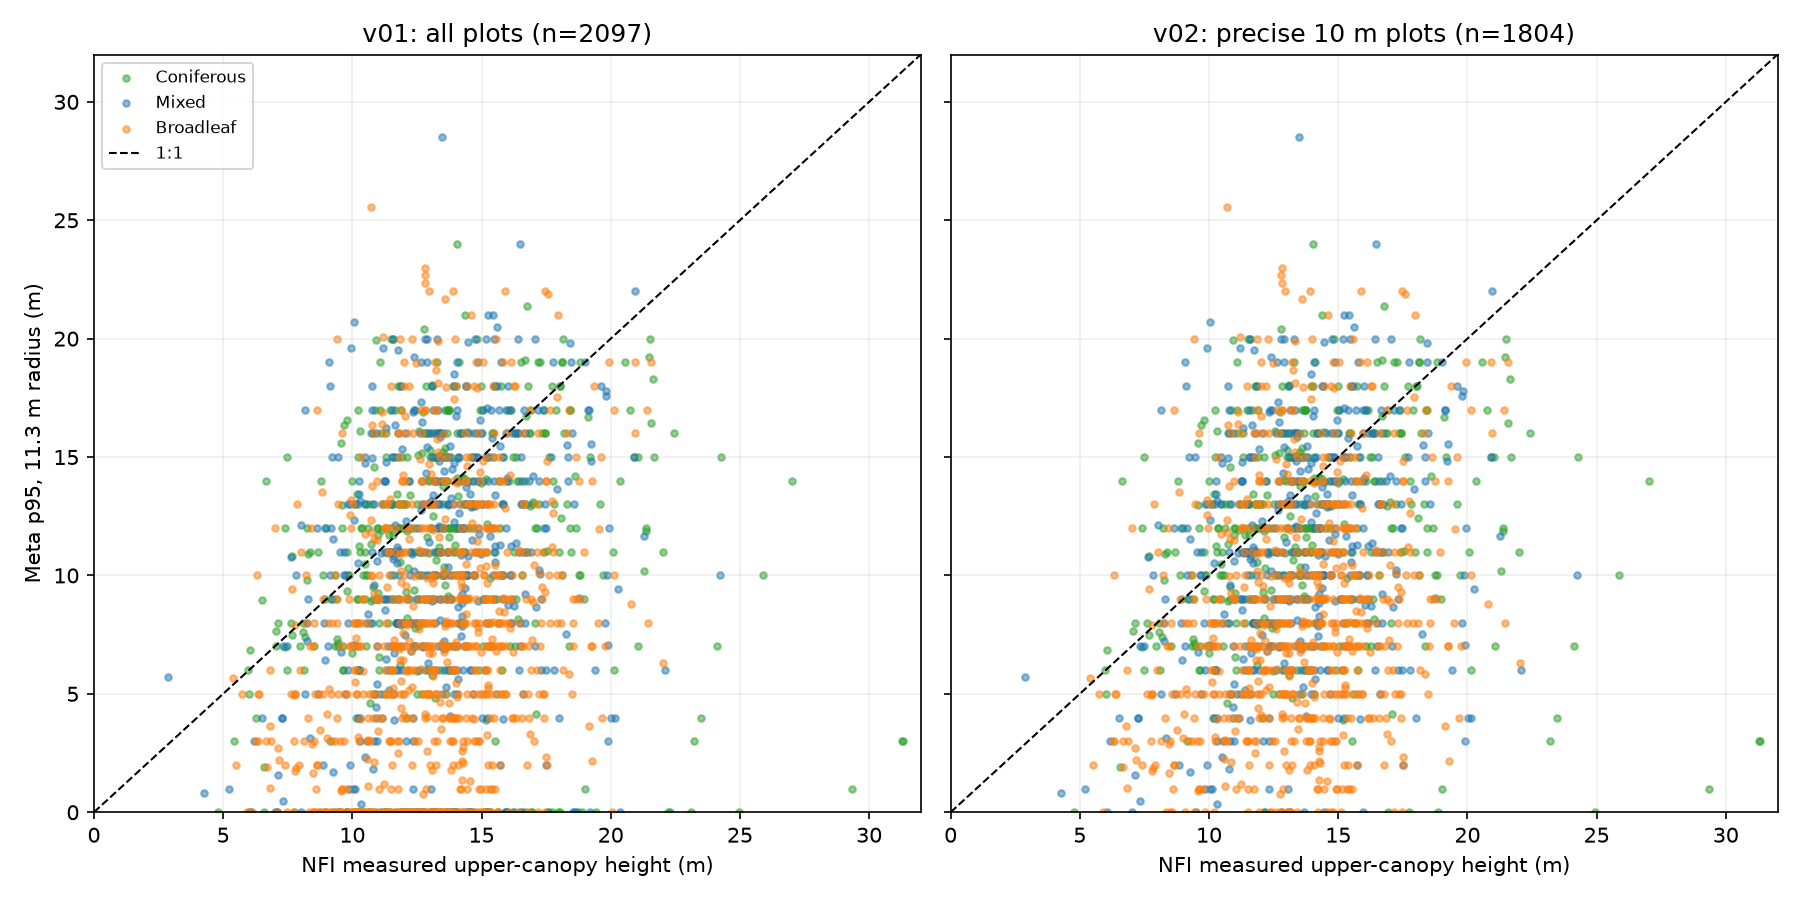 v01: all plots (n=2097)
v02: precise 10 m plots (n=1804)
Coniferous
Mixed
Broadleaf
1:1
Meta p95, 11.3 m radius (m)
30
25
20
15
10
5
0
0 5 10 15 20 25 30
0 5 10 15 20 25 30
NFI measured upper-canopy height (m)
NFI measured upper-canopy height (m)